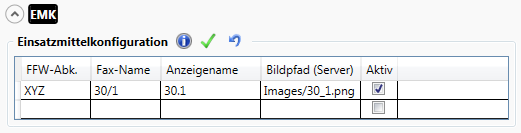 EMK
Einsatzmittelkonfiguration
FFW-Abk. Fax-Name Anzeigename Bildpfad (Server) Aktiv
XYZ 30/1 30.1 Images/30_1.png